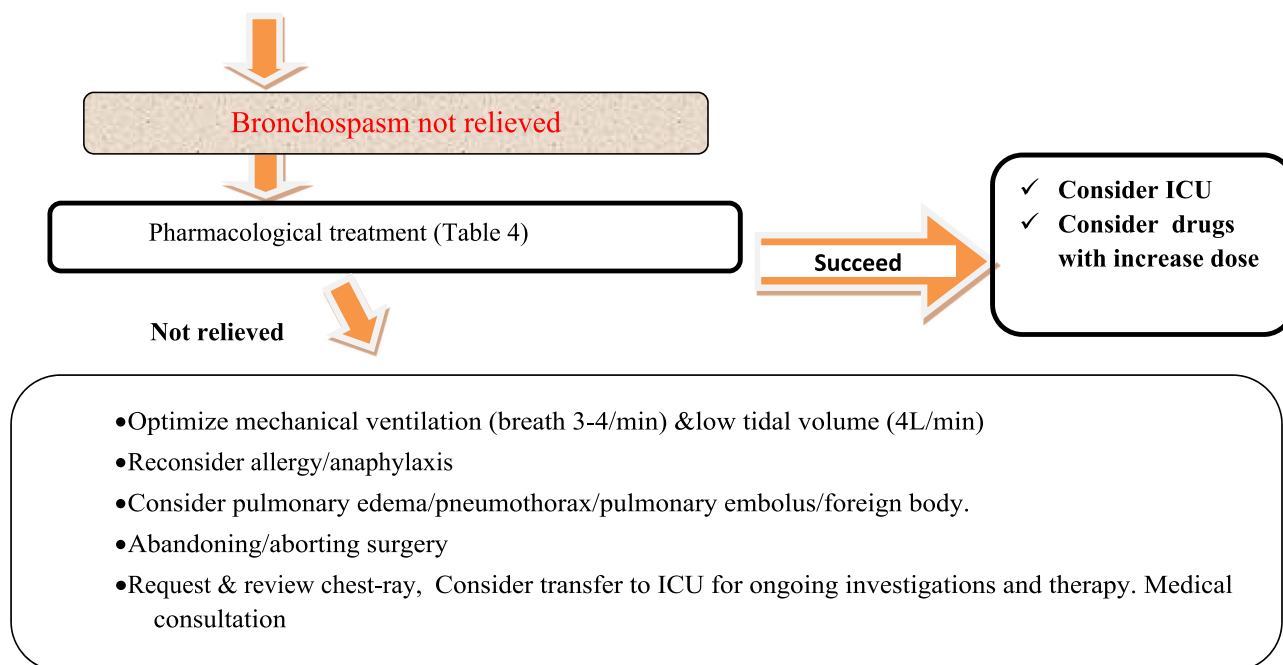 Bronchospasm not relieved
Pharmacological treatment (Table 4)
Succeed
✓ Consider ICU
✓ Consider drugs
with increase dose
Not relieved
•Optimize mechanical ventilation (breath 3-4/min) &low tidal volume (4L/min)
•Reconsider allergy/anaphylaxis
•Consider pulmonary edema/pneumothorax/pulmonary embolus/foreign body.
•Abandoning/aborting surgery
•Request & review chest-ray, Consider transfer to ICU for ongoing investigations and therapy. Medical
consultation